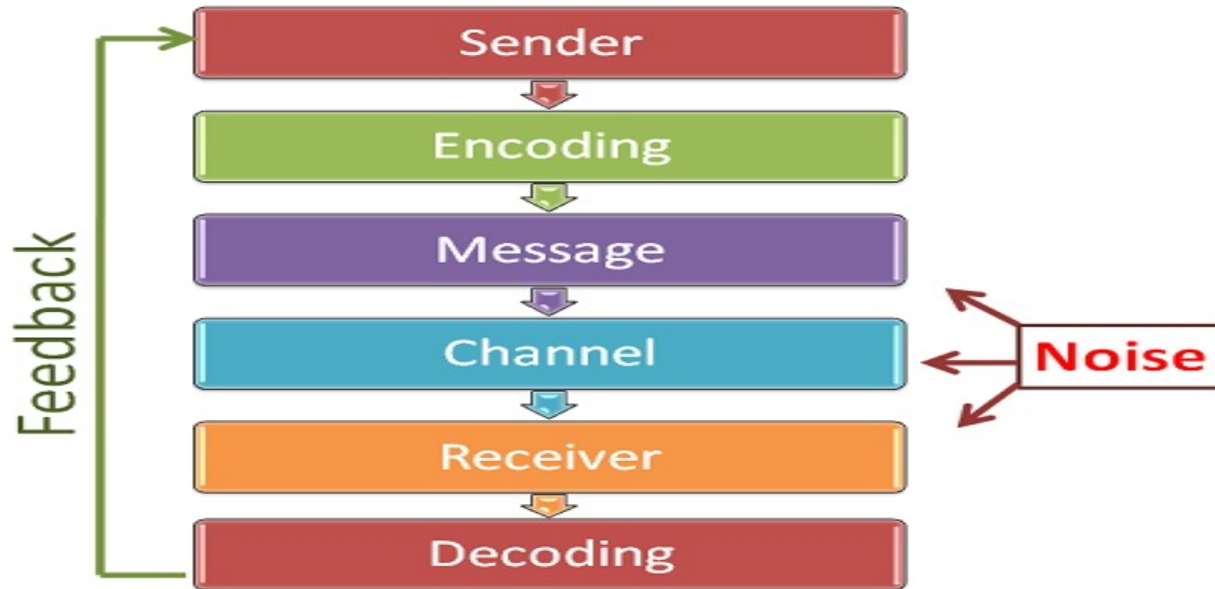 Sender
Encoding
Message
Channel
Receiver
Decoding
Feedback
Noise